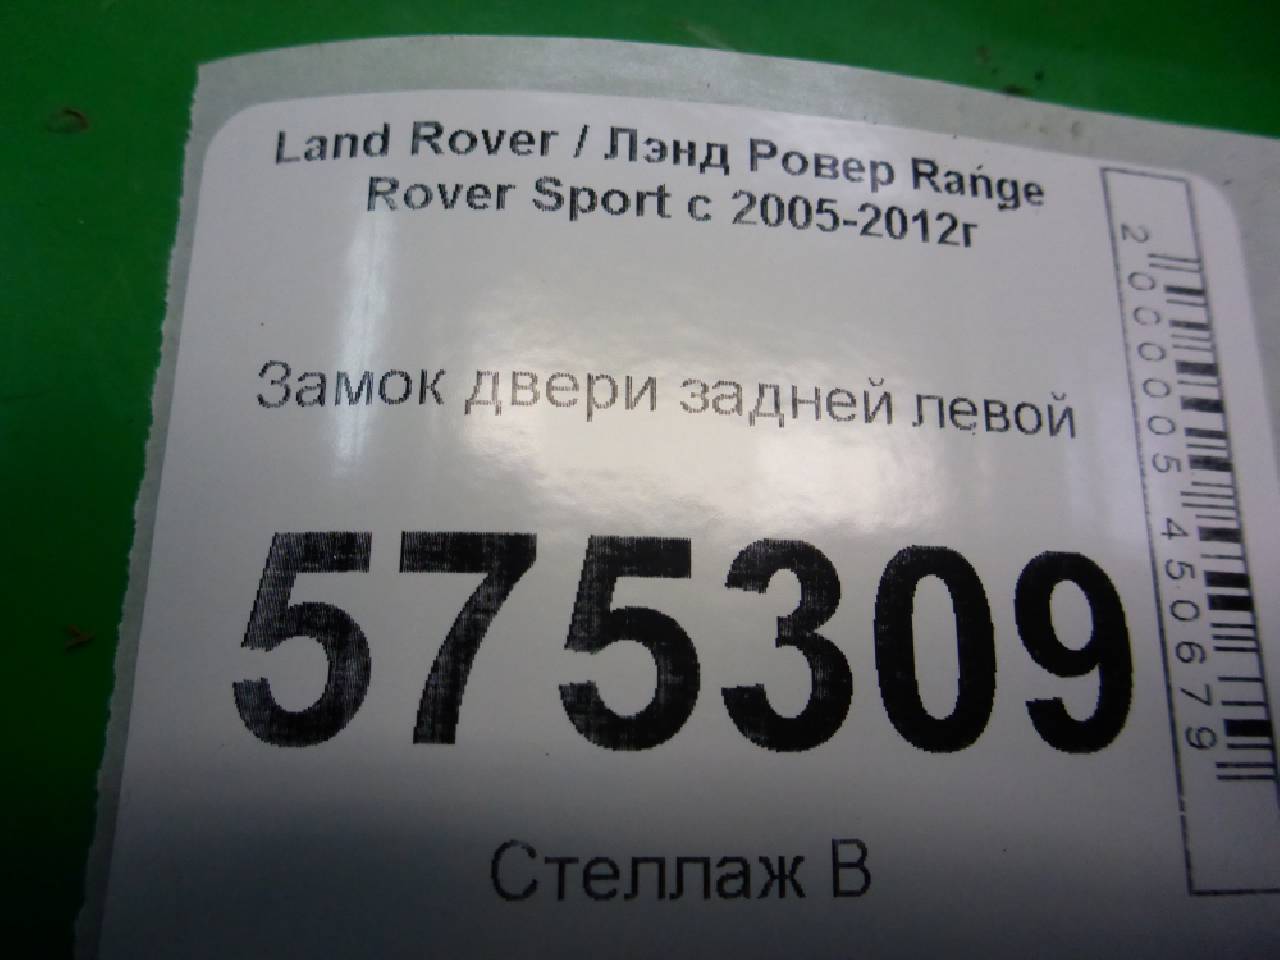 Land Rover / Лэнд Ровер Range
Rover Sport с 2005-2012г
Замок двери задней левой
575309
Стеллаж В
2000005450679